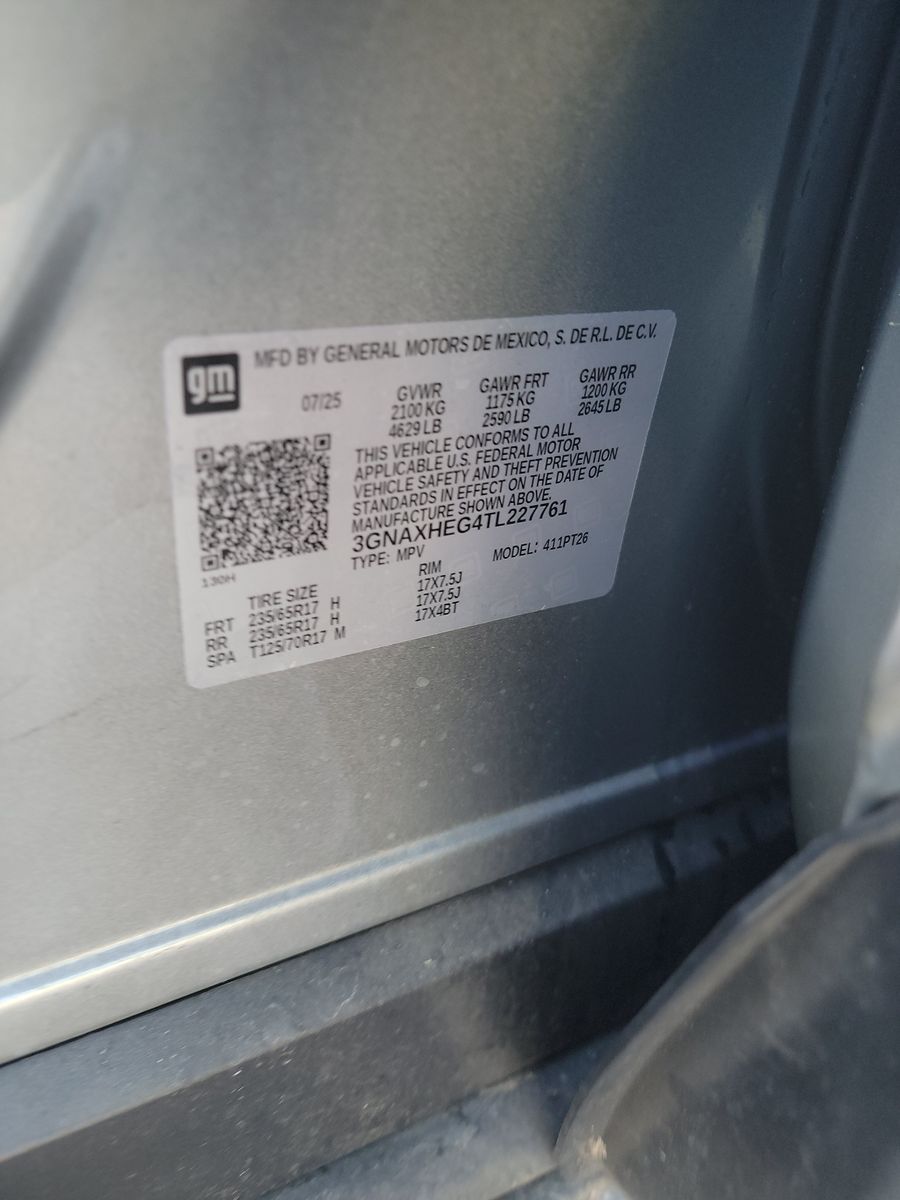 gm
MFD BY GENERAL MOTORS DE MEXICO, S. DE R.L. DE C.V.
07/25 GVWR GAWR FRT GAWR RR
2100 KG 1175 KG 1200 KG
4629 LB 2590 LB 2645 LB
THIS VEHICLE CONFORMS TO ALL
APPLICABLE U.S. FEDERAL MOTOR
VEHICLE SAFETY AND THEFT PREVENTION
STANDARDS IN EFFECT ON THE DATE OF
MANUFACTURE SHOWN ABOVE.
3GNAXHEG4TL227761
TYPE: MPV MODEL: 411PT26
130H
TIRE SIZE RIM
FRT 235/65R17 H 17X7.5J
RR 235/65R17 H 17X7.5J
SPA T125/70R17 M 17X4BT